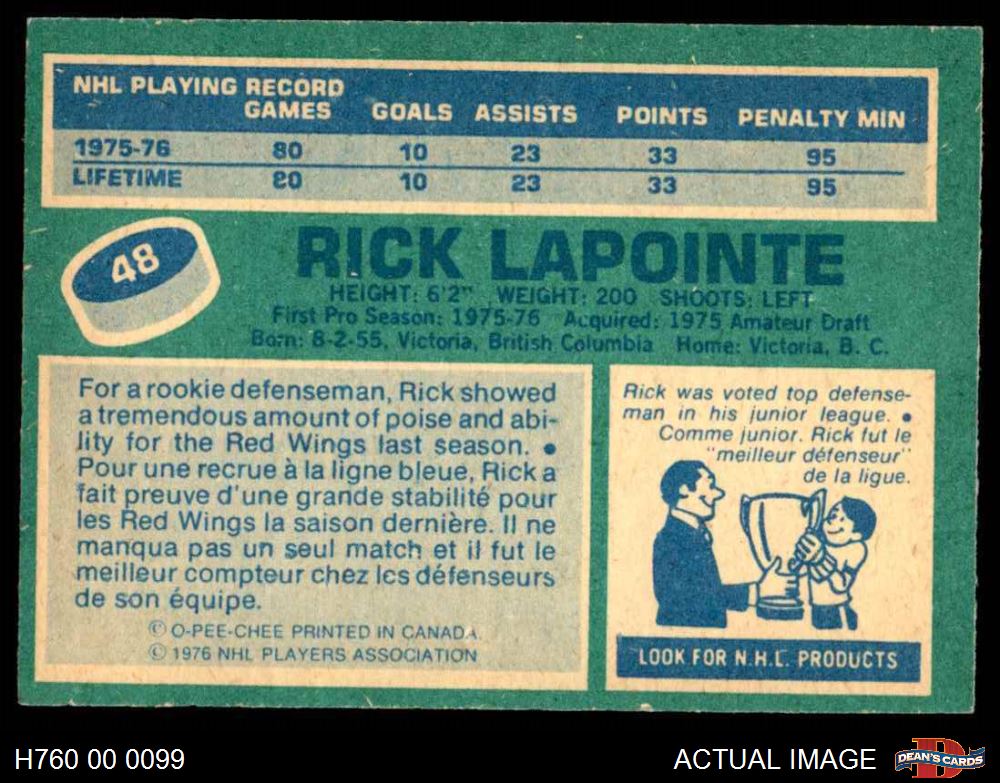 NHL PLAYING RECORD
GAMES GOALS ASSISTS POINTS PENALTY MIN
1975-76 80 10 23 33 95
LIFETIME 80 10 23 33 95
48
RICK LAPOINTE
HEIGHT: 6'2" WEIGHT: 200 SHOOTS: LEFT
First Pro Season: 1975-76 Acquired: 1975 Amateur Draft
Born: 8-2-55, Victoria, British Columbia Home: Victoria, B. C.
For a rookie defenseman, Rick showed
a tremendous amount of poise and abi-
lity for the Red Wings last season. •
Pour une recrue à la ligne bleue, Rick a
fait preuve d'une grande stabilité pour
les Red Wings la saison dernière. Il ne
manqua pas un seul match et il fut le
meilleur compteur chez les défenseurs
de son équipe.
© O-PEE-CHEE PRINTED IN CANADA.
© 1976 NHL PLAYERS ASSOCIATION
Rick was voted top defense-
man in his junior league. •
Comme junior. Rick fut le
"meilleur défenseur"
de la ligue.
LOOK FOR N.H.L. PRODUCTS
H760 00 0099
ACTUAL IMAGE
D
DEAN'S CARDS